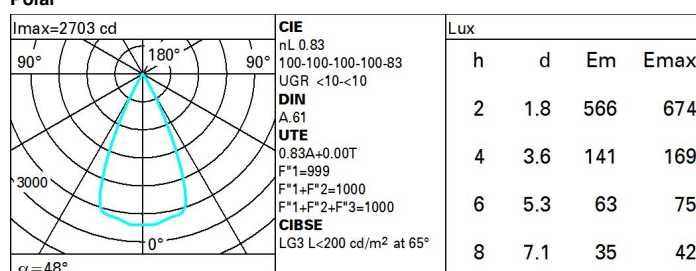 Polar
Imax=2703 cd
90° 180° 90°
3000
0°
α=48°
CIE
nL 0.83
100-100-100-100-83
UGR <10-<10
DIN
A.61
UTE
0.83A+0.00T
F"1=999
F"1+F"2=1000
F"1+F"2+F"3=1000
CIBSE
LG3 L<200 cd/m² at 65°
Lux
h d Em Emax
2 1.8 566 674
4 3.6 141 169
6 5.3 63 75
8 7.1 35 42